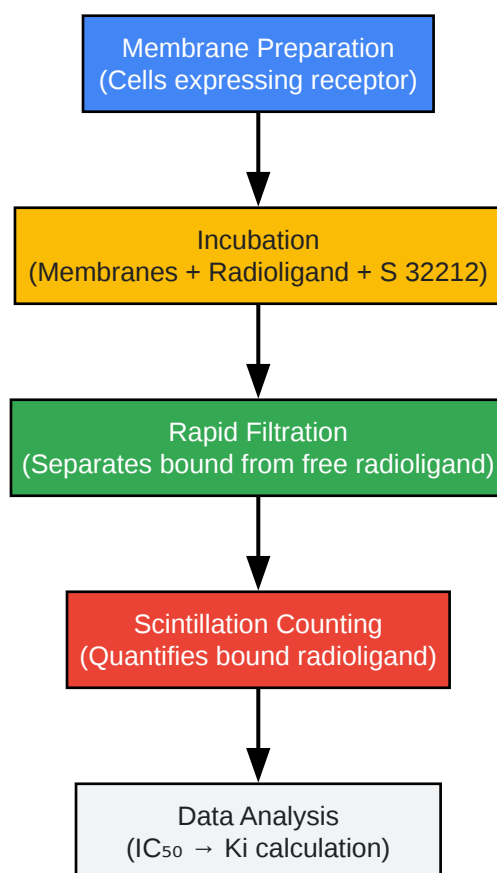 Membrane Preparation
(Cells expressing receptor)
Incubation
(Membranes + Radioligand + S 32212)
Rapid Filtration
(Separates bound from free radioligand)
Scintillation Counting
(Quantifies bound radioligand)
Data Analysis
(IC₅₀ → Ki calculation)